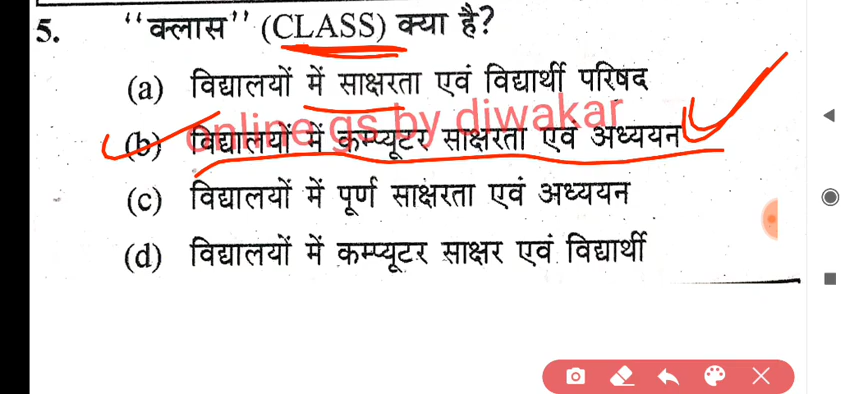 5. “क्लास” (CLASS) क्या है?
(a) विद्यालयों में साक्षरता एवं विद्यार्थी परिषद
online gs by diwakar
(b) विद्यालयों में कम्प्यूटर साक्षरता एवं अध्ययन
(c) विद्यालयों में पूर्ण साक्षरता एवं अध्ययन
(d) विद्यालयों में कम्प्यूटर साक्षर एवं विद्यार्थी